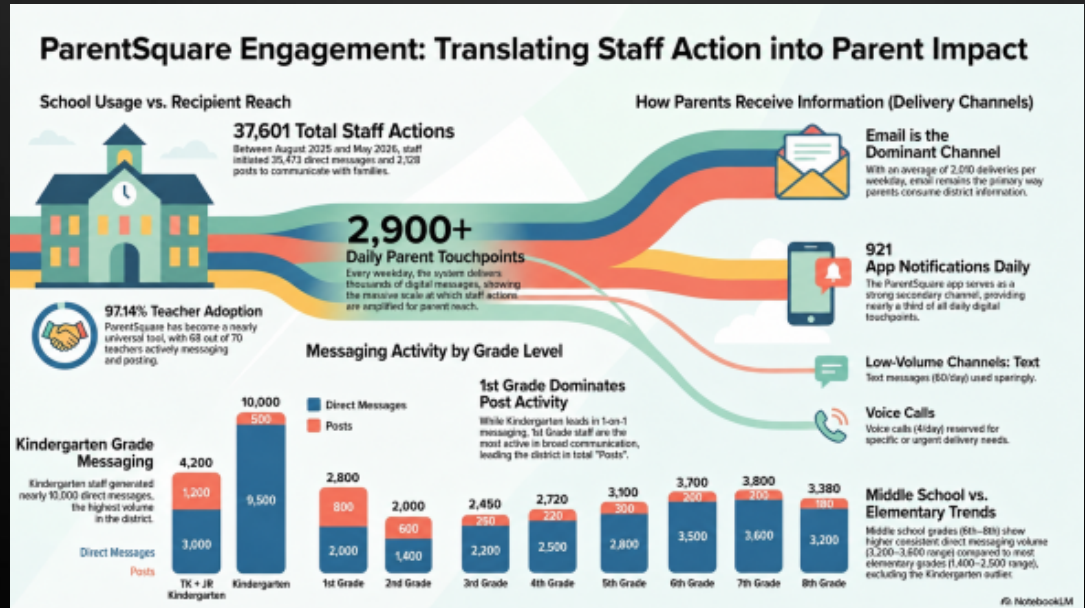 ParentSquare Engagement: Translating Staff Action into Parent Impact
School Usage vs. Recipient Reach
37,601 Total Staff Actions
Between August 2025 and May 2026, staff
initiated 35,473 direct messages and 2,128
posts to communicate with families.
2,900+
Daily Parent Touchpoints
Every weekday, the system delivers
thousands of digital messages, showing
the massive scale at which staff actions
are amplified for parent reach.
97.14% Teacher Adoption
ParentSquare has become a nearly
universal tool, with 68 out of 70
teachers actively messaging
and posting.
How Parents Receive Information (Delivery Channels)
Email is the
Dominant Channel
With an average of 2,010 deliveries per
weekday, email remains the primary way
parents consume district information.
921
App Notifications Daily
The ParentSquare app serves as a
strong secondary channel, providing
nearly a third of all daily digital
touchpoints.
Low-Volume Channels: Text
Text messages (60/day) used sparingly.
Voice Calls
Voice calls (4/day) reserved for
specific or urgent delivery needs.
Messaging Activity by Grade Level
Direct Messages
Posts
1st Grade Dominates
Post Activity
While Kindergarten leads in 1-on-1
messaging, 1st Grade staff are the
most active in broad communication,
leading the district in total "Posts".
Kindergarten Grade
Messaging
Kindergarten staff generated
nearly 10,000 direct messages,
the highest volume
in the district.
Direct Messages
Posts
4,200
1,200
3,000
TK + JR
Kindergarten
10,000
500
9,500
Kindergarten
2,800
800
2,000
1st Grade
2,000
600
1,400
2nd Grade
2,450
250
2,200
3rd Grade
2,720
220
2,500
4th Grade
3,100
300
2,800
5th Grade
3,700
200
3,500
6th Grade
3,800
200
3,600
7th Grade
3,380
180
3,200
8th Grade
Middle School vs.
Elementary Trends
Middle school grades (6th–8th) show
higher consistent direct messaging volume
(3,200–3,600 range) compared to most
elementary grades (1,400–2,500 range),
excluding the Kindergarten outlier.
NotebookLM